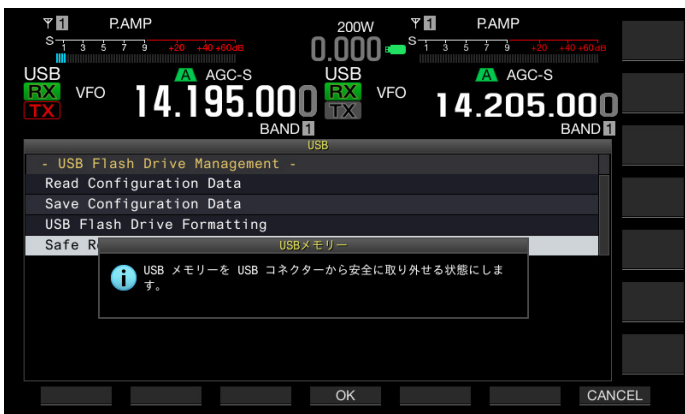 1 P.AMP 200W 1 P.AMP
S 1 3 5 7 9 +20 +40 +60dB 0.000 S 1 3 5 7 9 +20 +40 +60dB
USB A AGC-S USB A AGC-S
RX VFO 14.195.000 RX VFO 14.205.000
TX TX
BAND 1 BAND 1
USB
- USB Flash Drive Management -
Read Configuration Data
Save Configuration Data
USB Flash Drive Formatting
Safe R
USBメモリー
USB メモリーを USB コネクターから安全に取り外せる状態にしま
す。
OK CANCEL